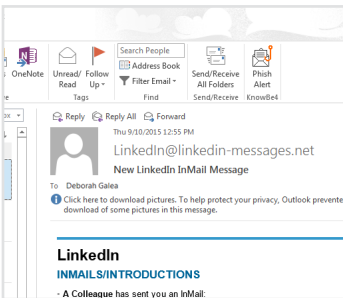 OneNote
Unread/ Read
Follow Up
Search People
Address Book
Filter Email
Send/Receive All Folders
Phish Alert
Tags
Find
Send/Receive
KnowBe4
Reply Reply All Forward
Thu 9/10/2015 12:55 PM
LinkedIn@linkedin-messages.net
New LinkedIn InMail Message
To Deborah Galea
Click here to download pictures. To help protect your privacy, Outlook prevente
download of some pictures in this message.
LinkedIn
INMAILS/INTRODUCTIONS
- A Colleague has sent you an InMail: